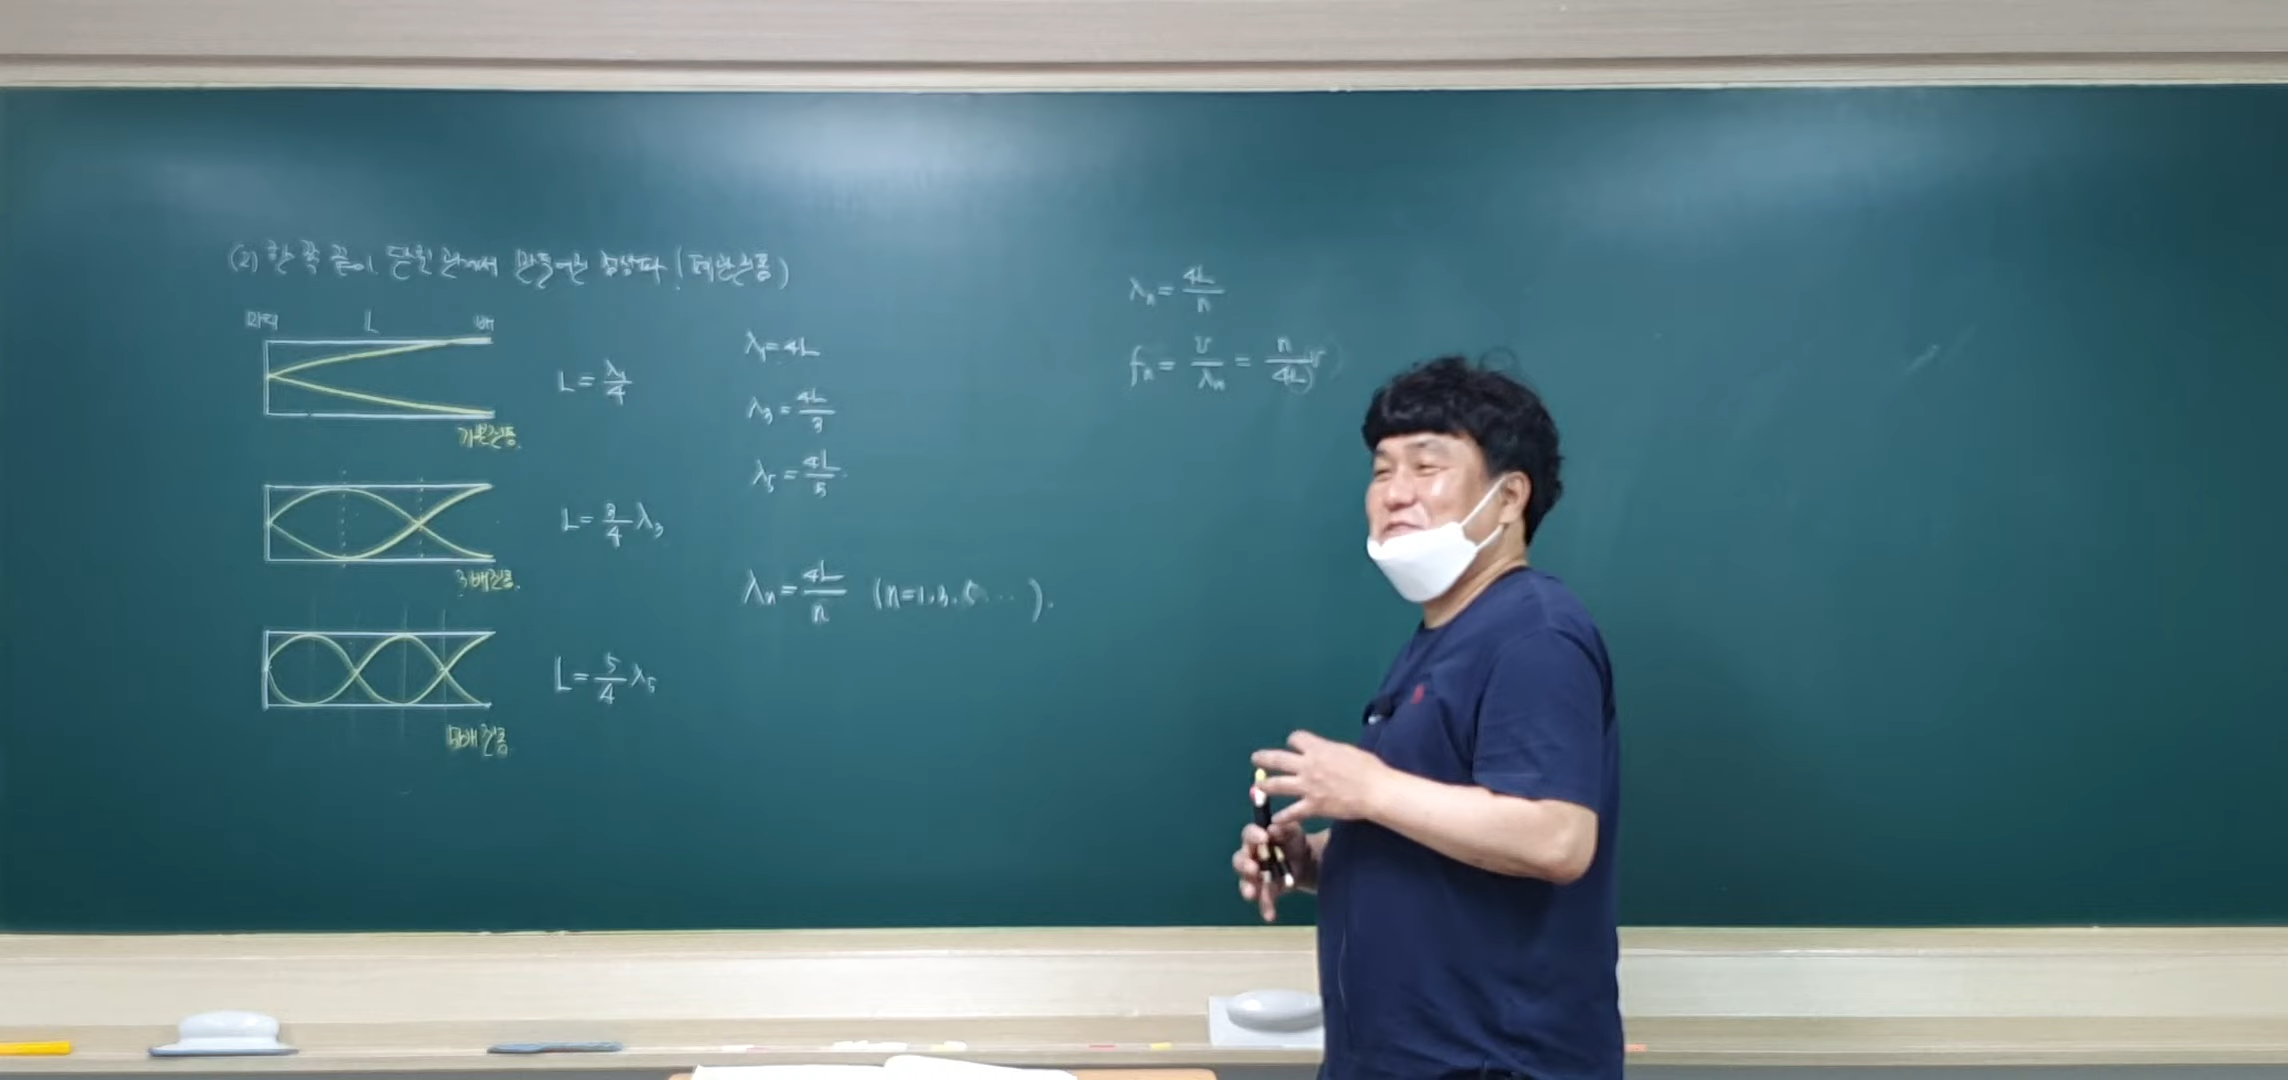 (2) 한 쪽 끝이 닫힌 관에서 만들어진 정상파 (폐관진동)
마디 L 배
L = λ₁/4
기본진동.
L = 3/4 λ₃
3배진동.
L = 5/4 λ₅
5배진동
λ₁ = 4L
λ₃ = 4L/3
λ₅ = 4L/5
λₙ = 4L/n (n=1.3.5 ··· ).
λₙ = 4L/n
fₙ = v/λₙ = n/4L v